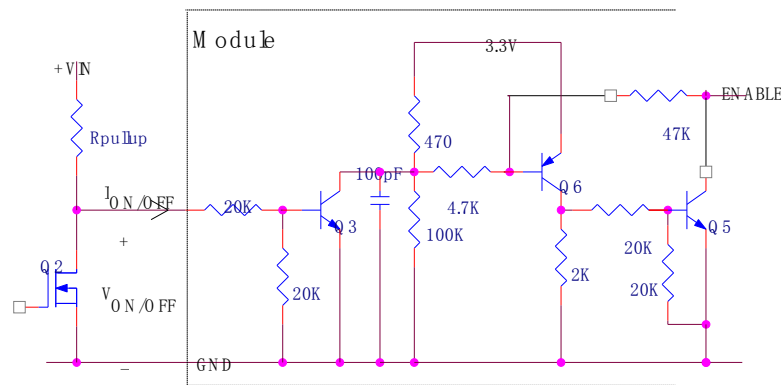 Module
+VIN
3.3V
ENABLE
Rpullup
470
47K
100pF
Q6
I ON/OFF
20K
4.7K
Q3
100K
20K
Q5
+
Q2
20K
2K
20K
V ON/OFF
GND
–